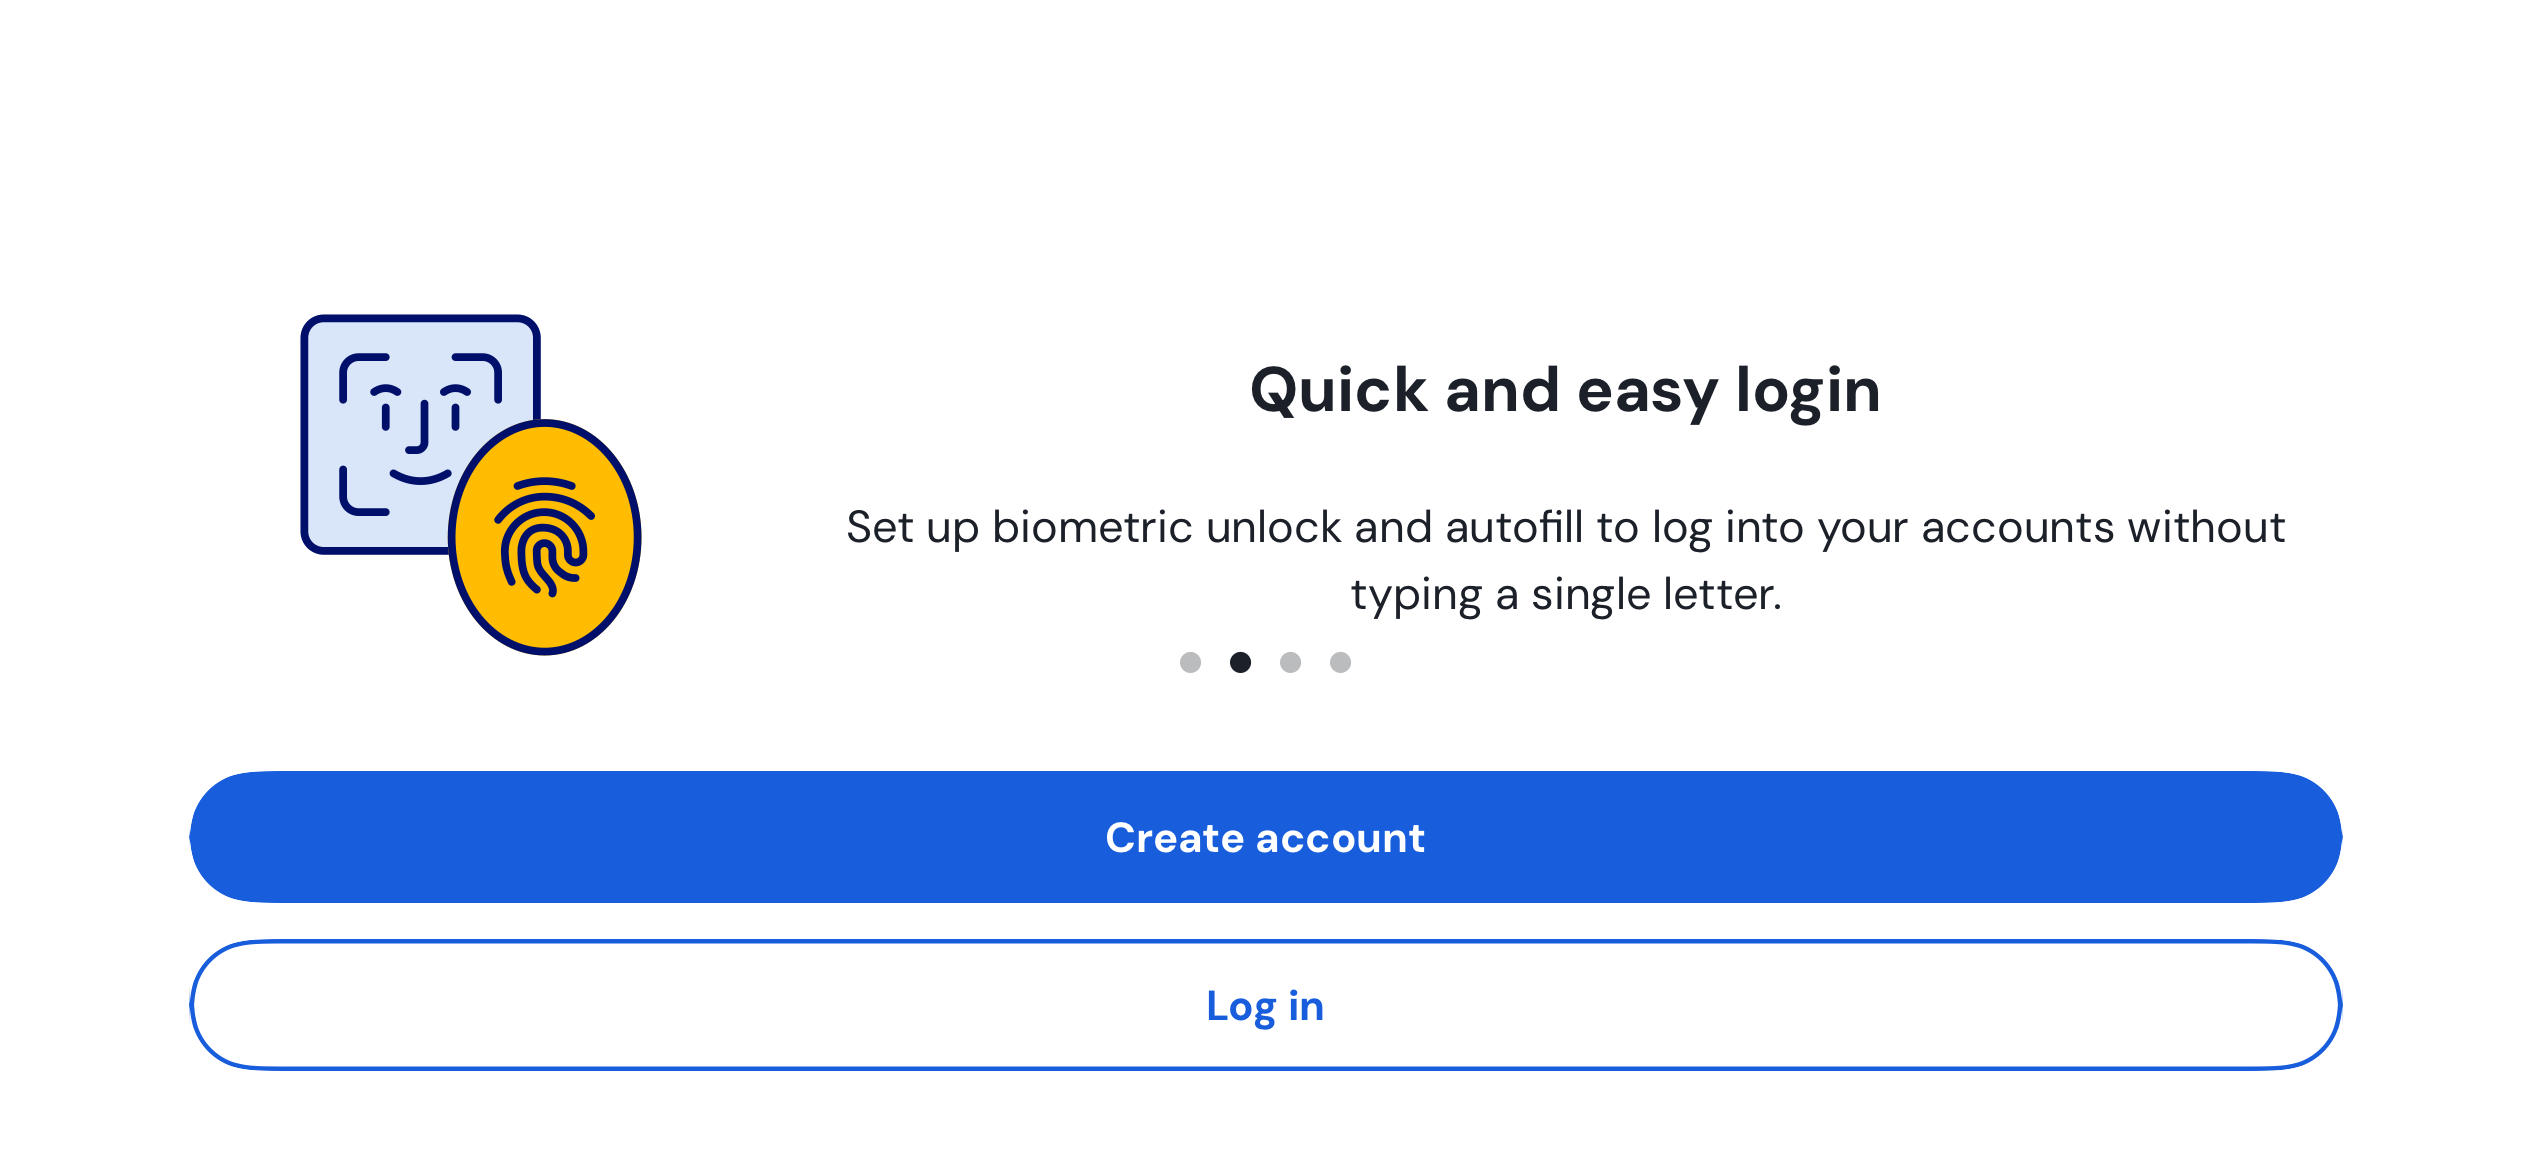 Quick and easy login
Set up biometric unlock and autofill to log into your accounts without
typing a single letter.
Create account
Log in